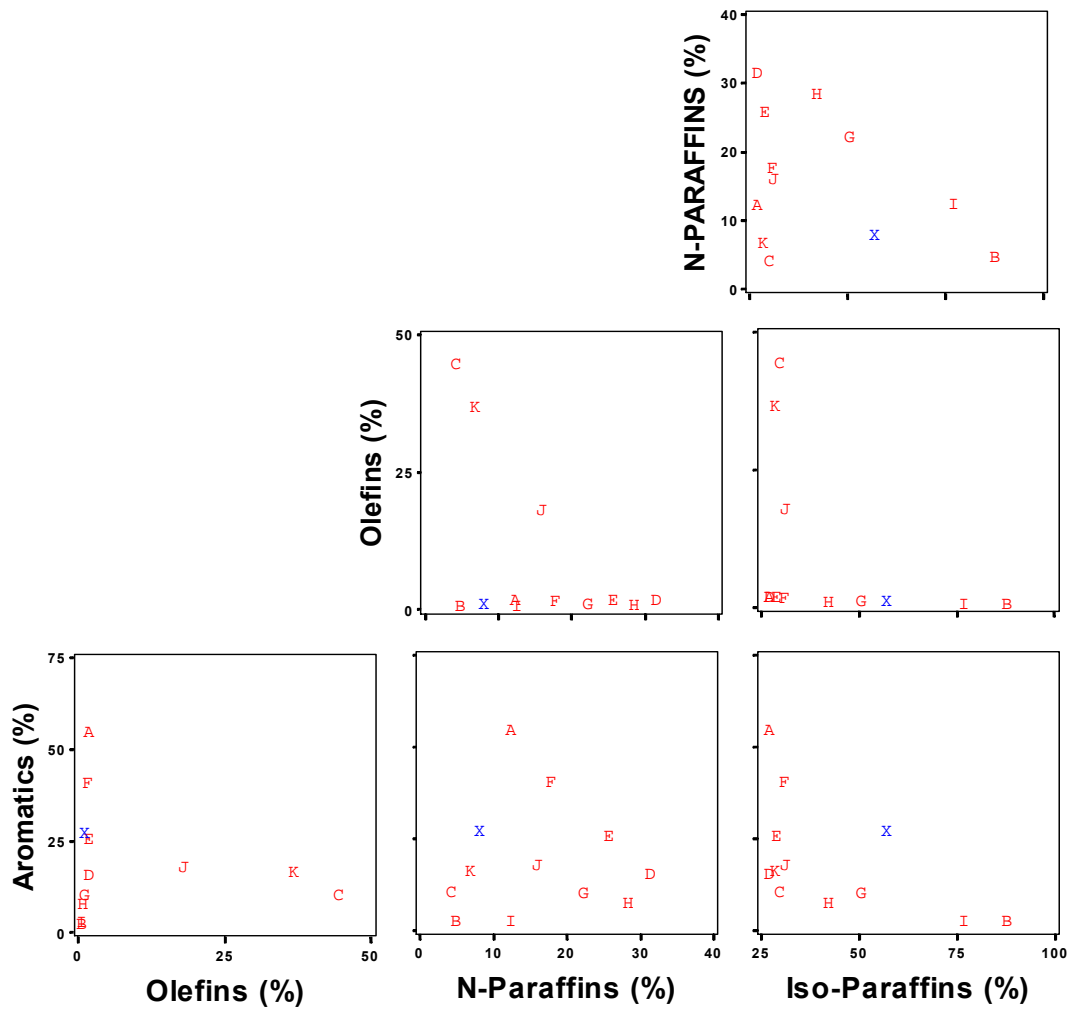 40
D
30
H
E
G
20
F
J
A
I
10
X
K
C
B
0
N-PARAFFINS (%)
50
C
K
25
J
A
F
E
D
X
G
H
B
I
0
Olefins (%)
C
K
J
A
E
F
H
G
X
I
B
75
A
50
F
X
25
E
J
K
D
G
C
H
I
B
0
0
25
50
Aromatics (%)
Olefins (%)
A
F
X
E
J
K
D
C
G
H
B
I
0
10
20
30
40
N-Paraffins (%)
A
F
X
E
J
D
K
C
G
H
I
B
25
50
75
100
Iso-Paraffins (%)